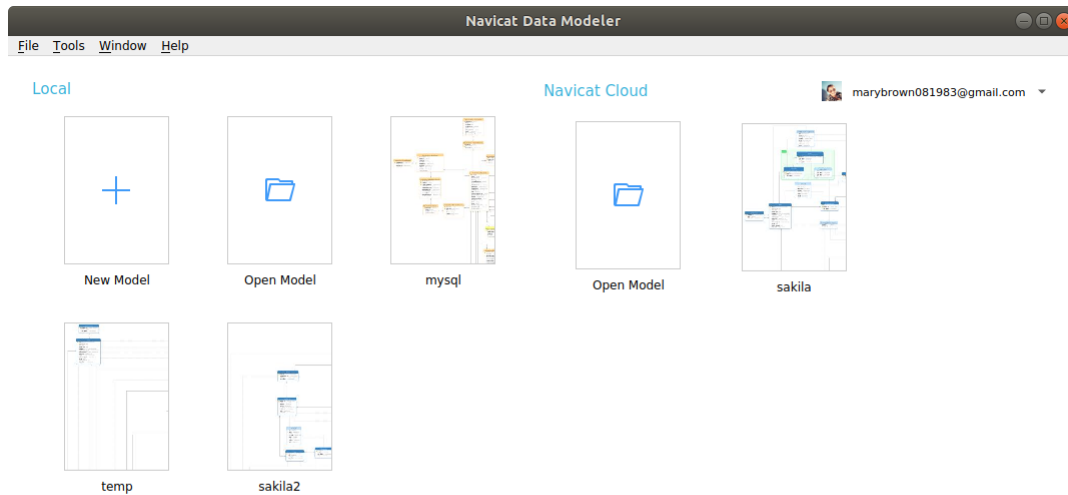 Navicat Data Modeler
File Tools Window Help
Local
New Model
Open Model
mysql
temp
sakila2
Navicat Cloud
marybrown081983@gmail.com
Open Model
sakila